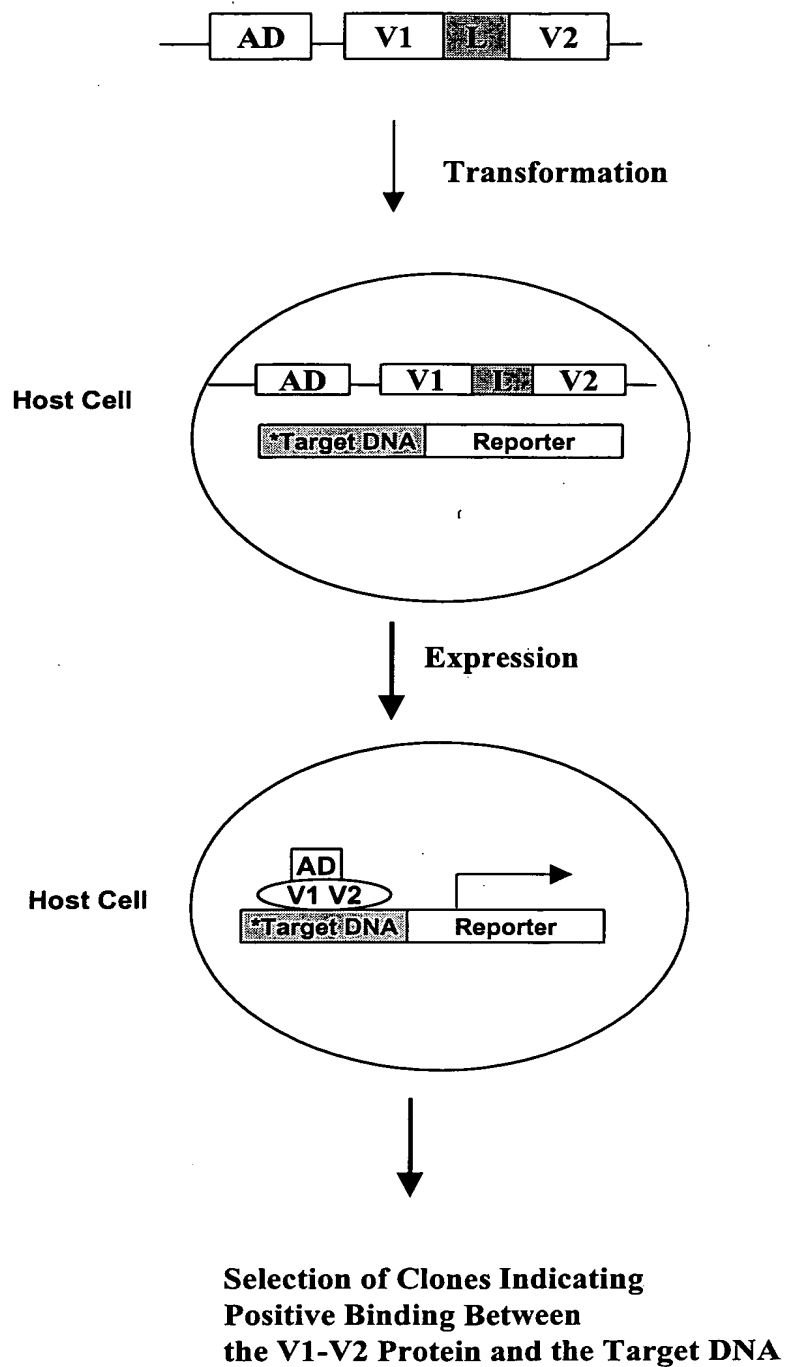 AD V1 L V2
Transformation
Host Cell
AD V1 L V2
*Target DNA Reporter
Expression
Host Cell
AD
V1 V2
*Target DNA Reporter
Selection of Clones Indicating
Positive Binding Between
the V1-V2 Protein and the Target DNA